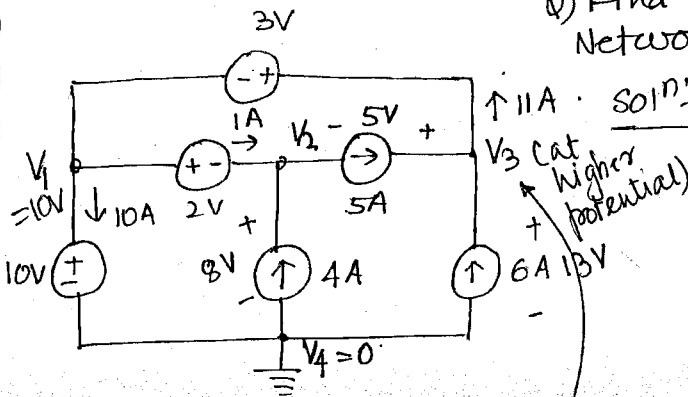 3V
Q) Find
Netwo
- +
↑ 11A . Soln:
1A →
V2 - 5V +
V1 = 10V
+ -
→
V3 (at higher potential)
↓ 10A
2V
5A
10V + -
+ 8V -
↑
4A
↑
6A
+ 13V -
V4 = 0